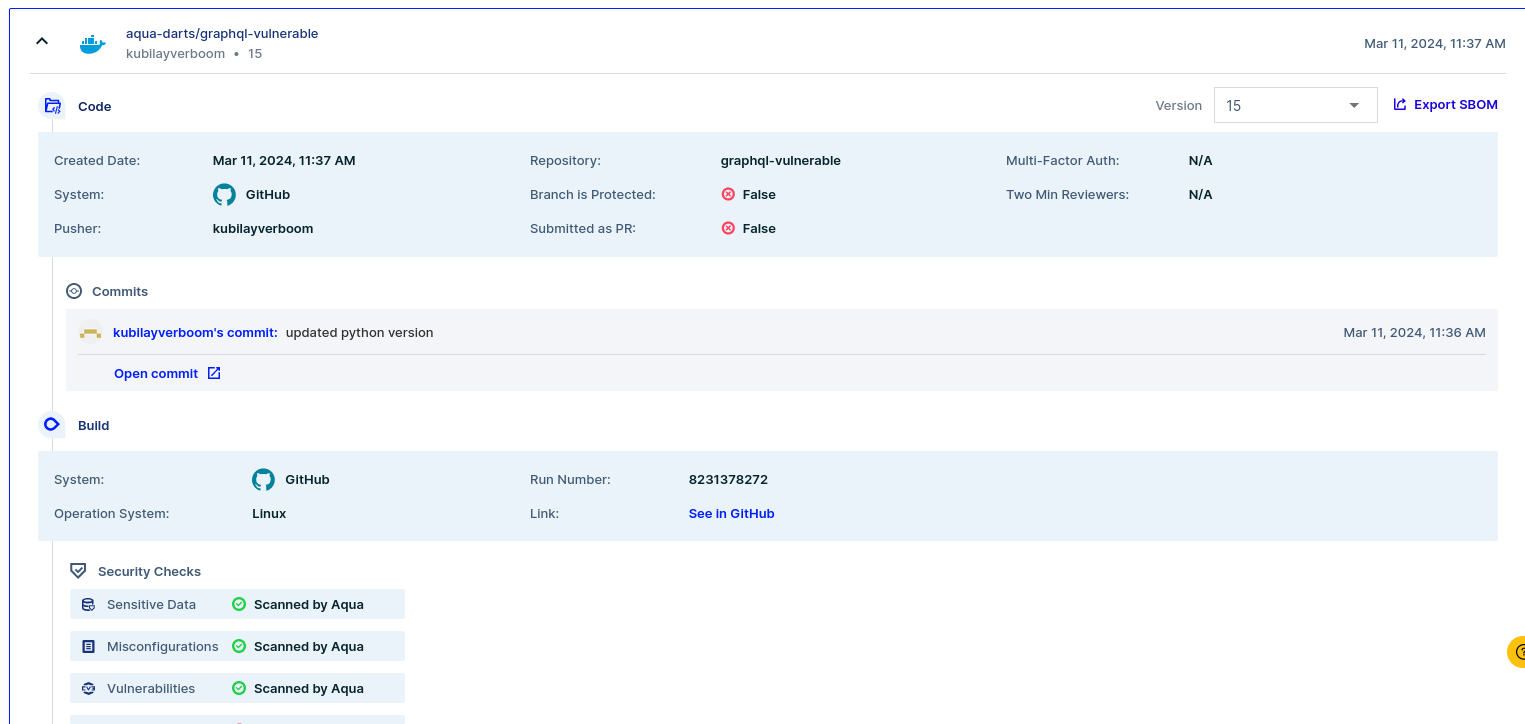 aqua-darts/graphql-vulnerable
kubilayverboom • 15
Mar 11, 2024, 11:37 AM
Code
Version 15 Export SBOM
Created Date: Mar 11, 2024, 11:37 AM Repository: graphql-vulnerable Multi-Factor Auth: N/A
System: GitHub Branch is Protected: False Two Min Reviewers: N/A
Pusher: kubilayverboom Submitted as PR: False
Commits
kubilayverboom's commit: updated python version Mar 11, 2024, 11:36 AM
Open commit
Build
System: GitHub Run Number: 8231378272
Operation System: Linux Link: See in GitHub
Security Checks
Sensitive Data Scanned by Aqua
Misconfigurations Scanned by Aqua
Vulnerabilities Scanned by Aqua